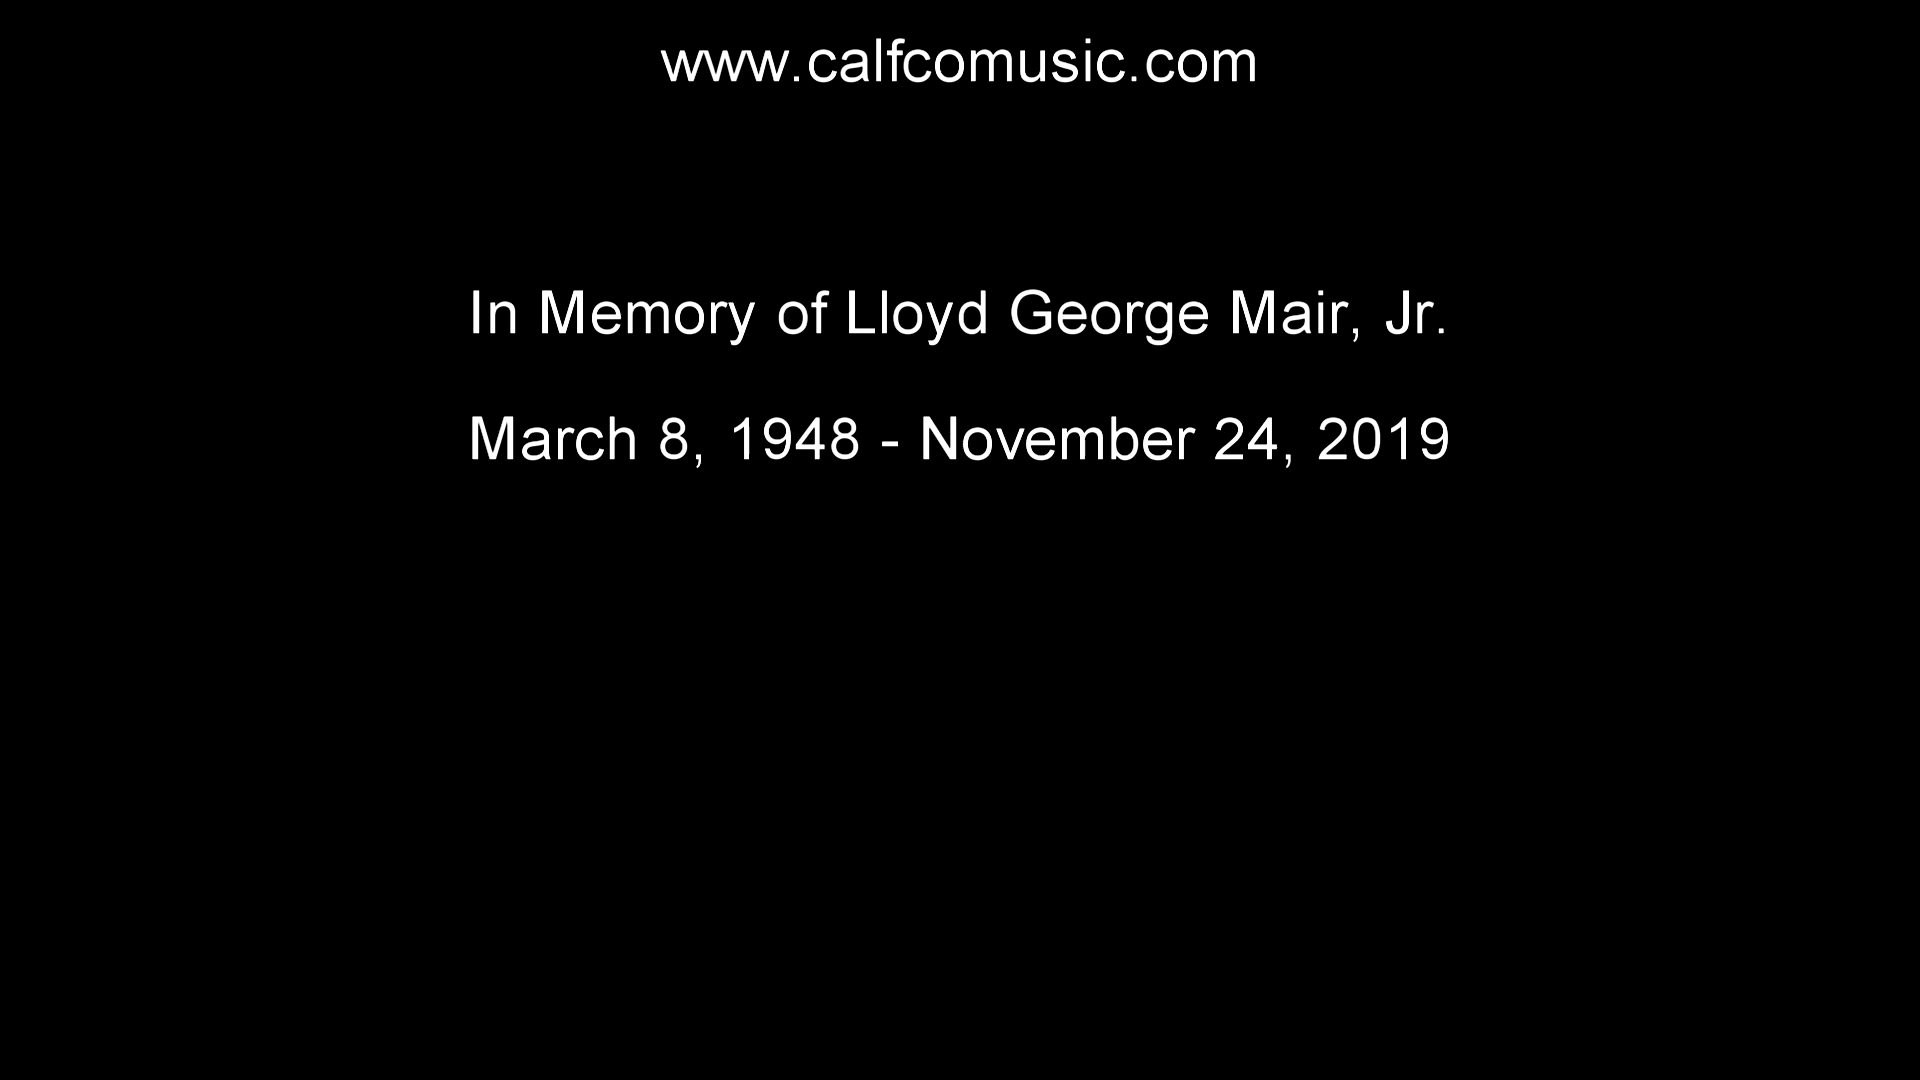 www.calfcomusic.com
In Memory of Lloyd George Mair, Jr.
March 8, 1948 - November 24, 2019